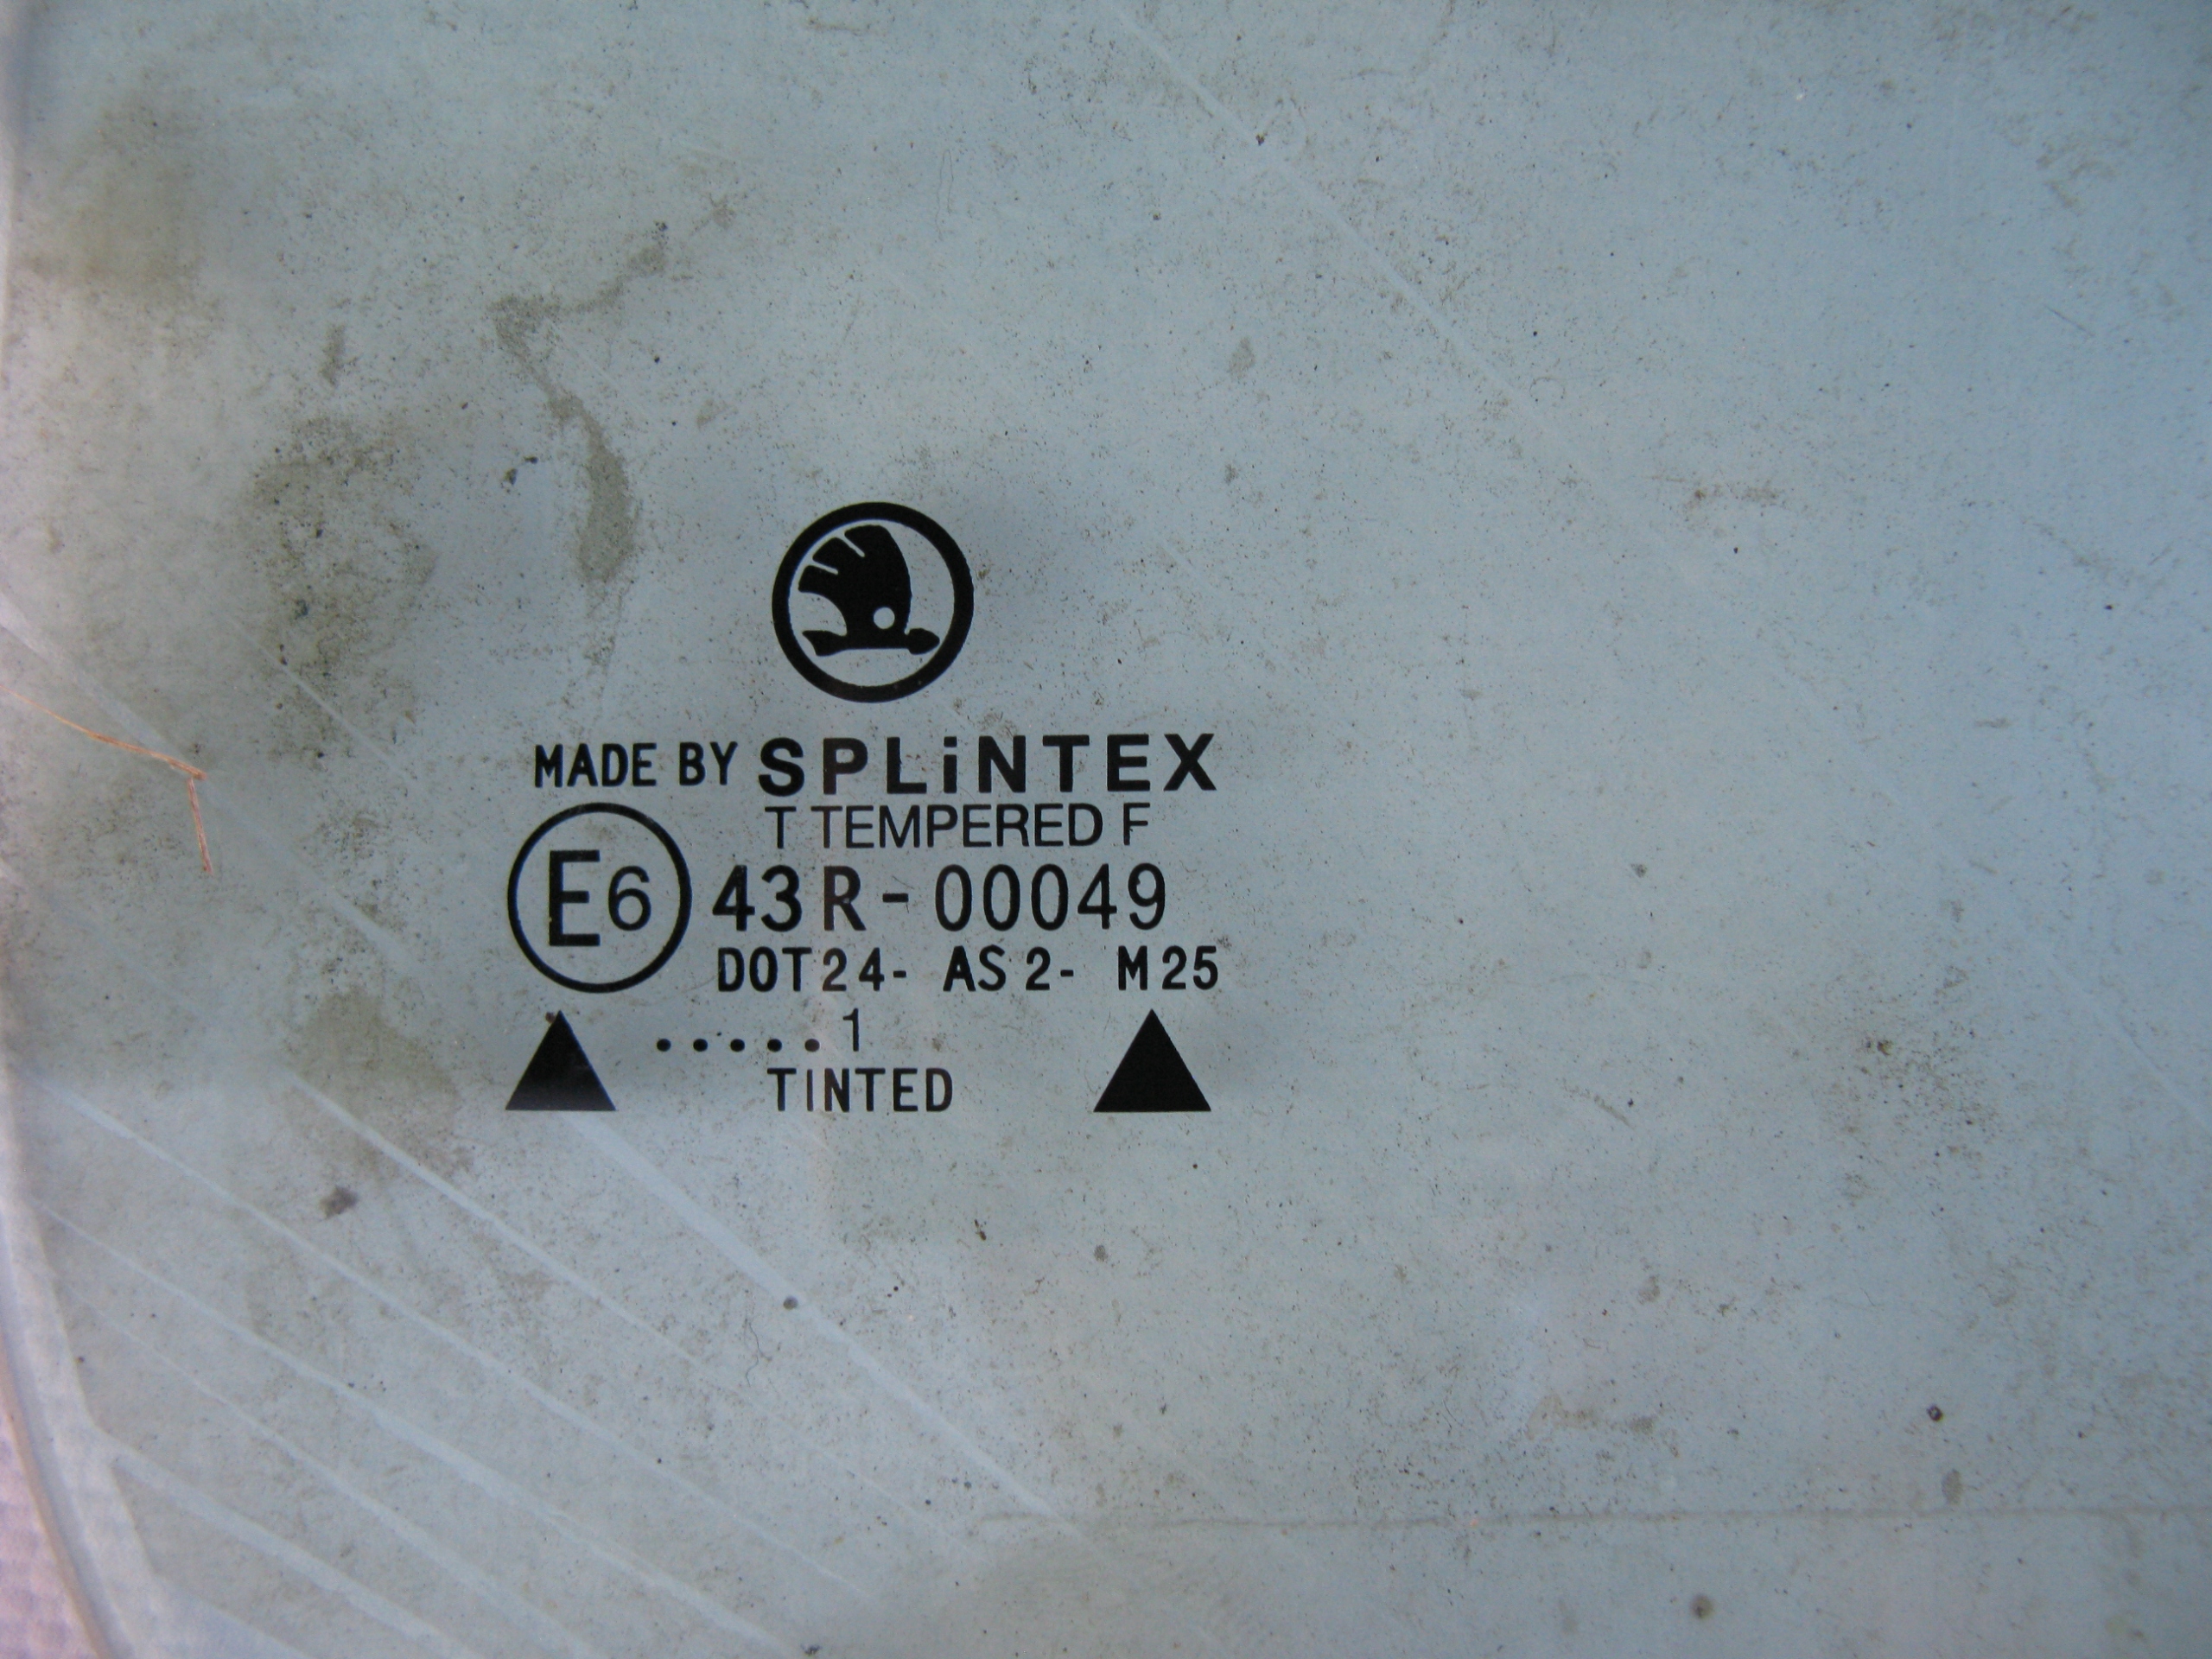 MADE BY SPLiNTEX
T TEMPERED F
E6 43R-00049
DOT24- AS2- M25
.....1
TINTED